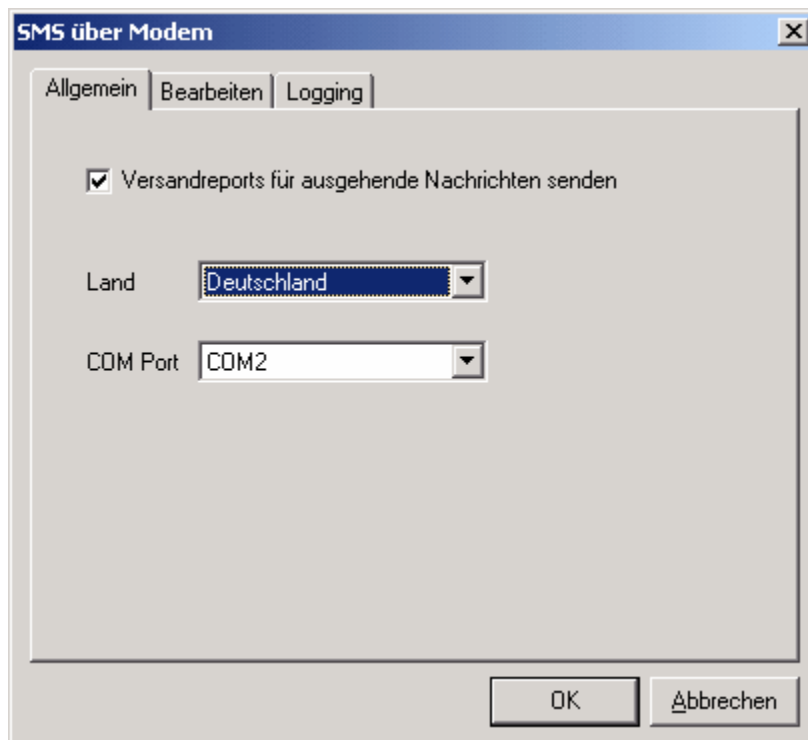 SMS über Modem
Allgemein Bearbeiten Logging
Versandreports für ausgehende Nachrichten senden
Land Deutschland
COM Port COM2
OK Abbrechen